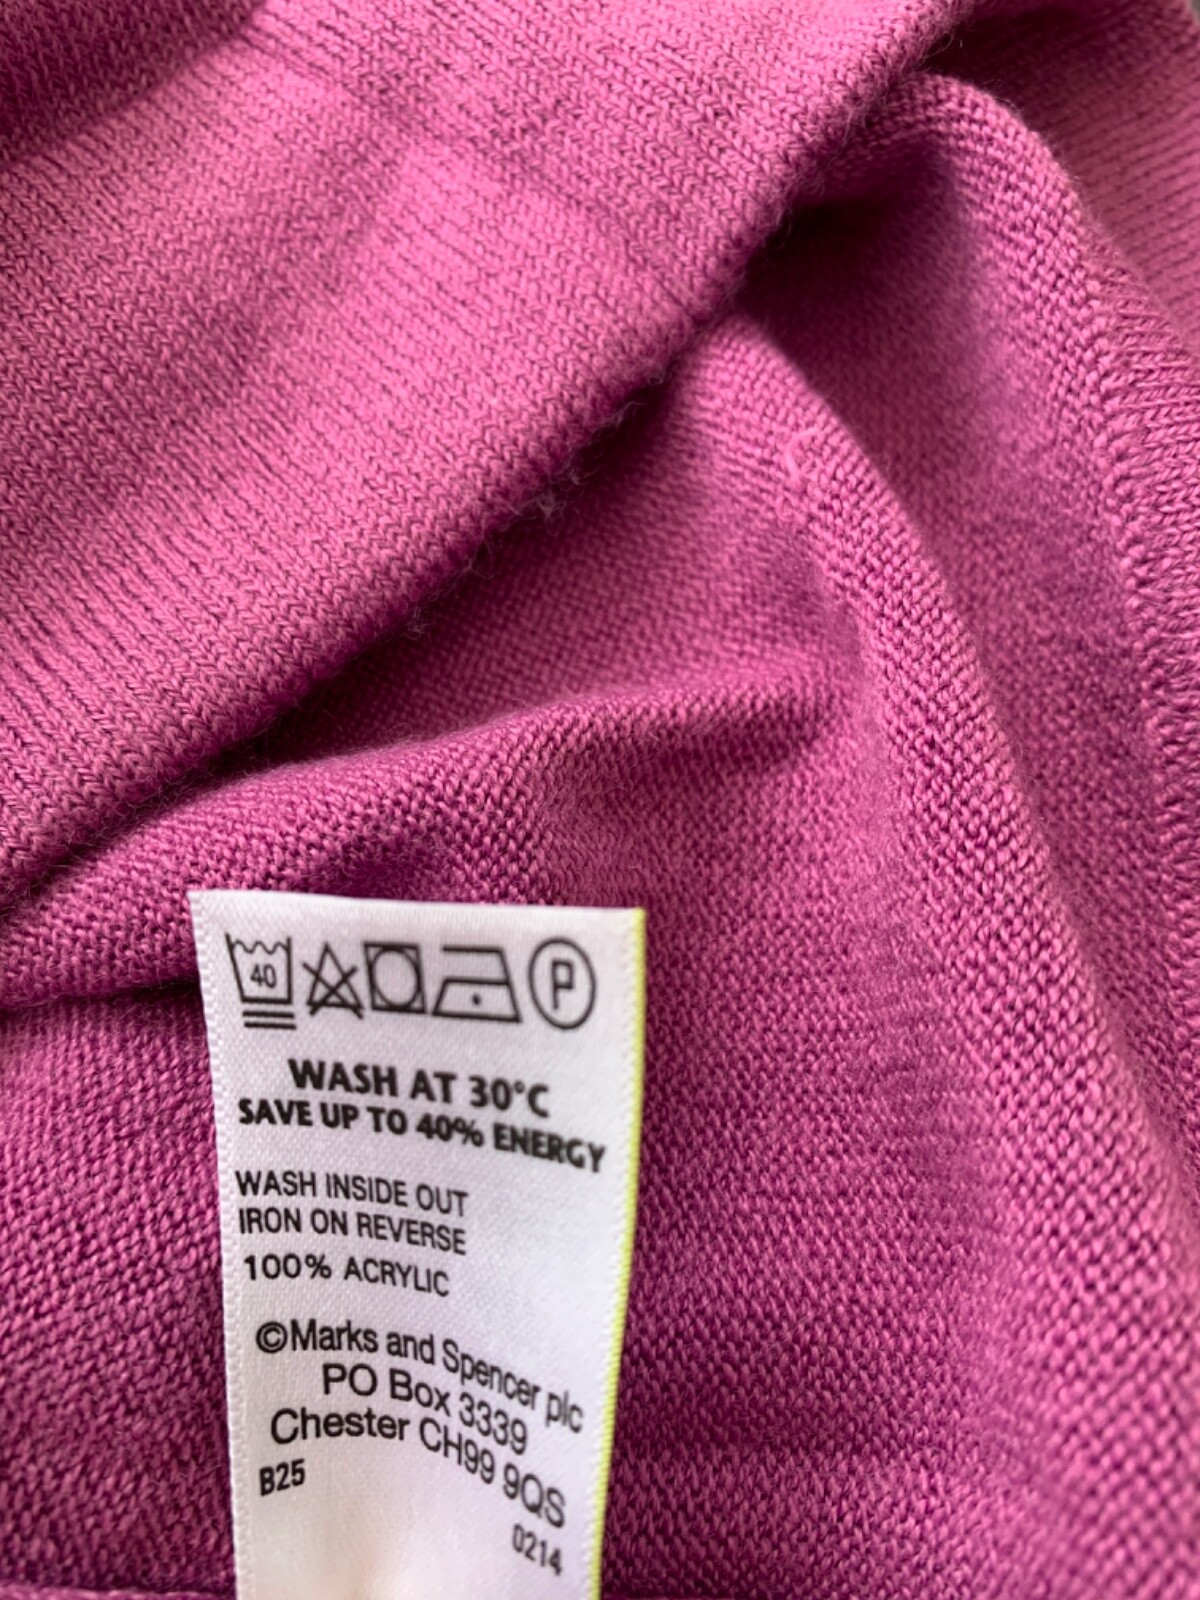 40 P
WASH AT 30°C
SAVE UP TO 40% ENERGY
WASH INSIDE OUT
IRON ON REVERSE
100% ACRYLIC
©Marks and Spencer plc
PO Box 3339
Chester CH99 9QS
B25
0214